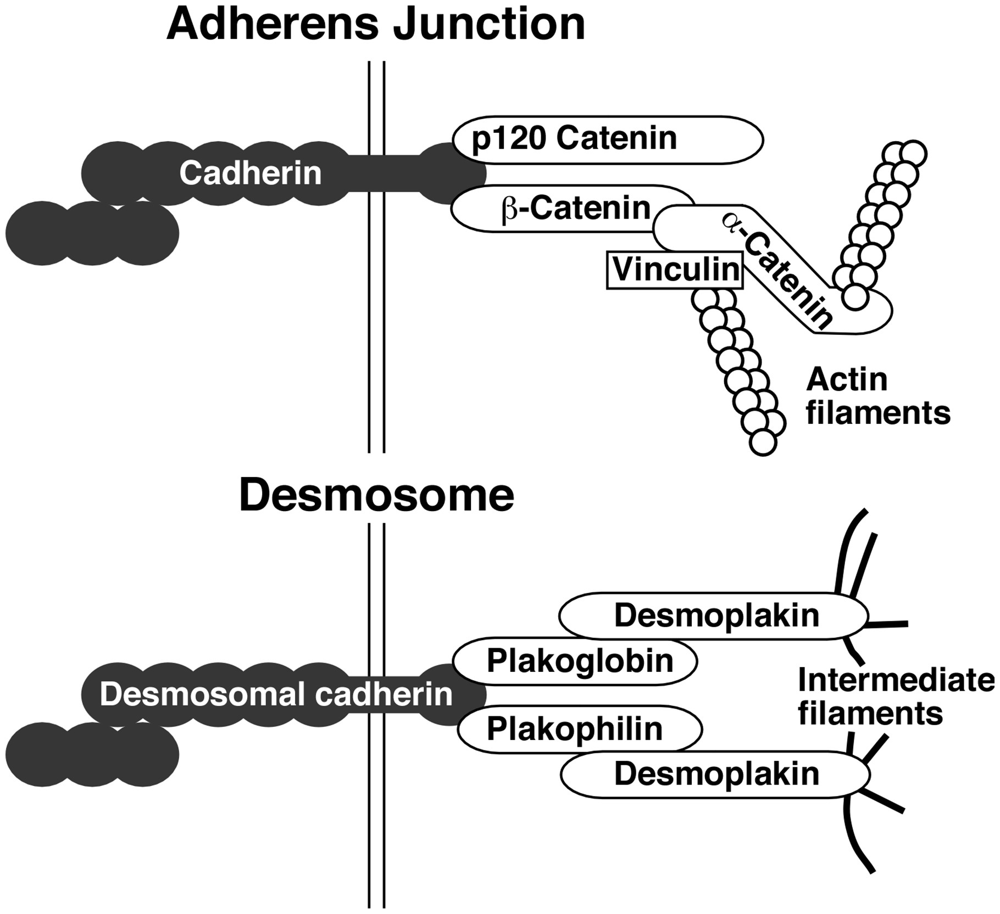 Adherens Junction
p120 Catenin
Cadherin
β-Catenin
α-Catenin
Vinculin
Actin
filaments
Desmosome
Desmoplakin
Plakoglobin
Intermediate
filaments
Desmosomal cadherin
Plakophilin
Desmoplakin